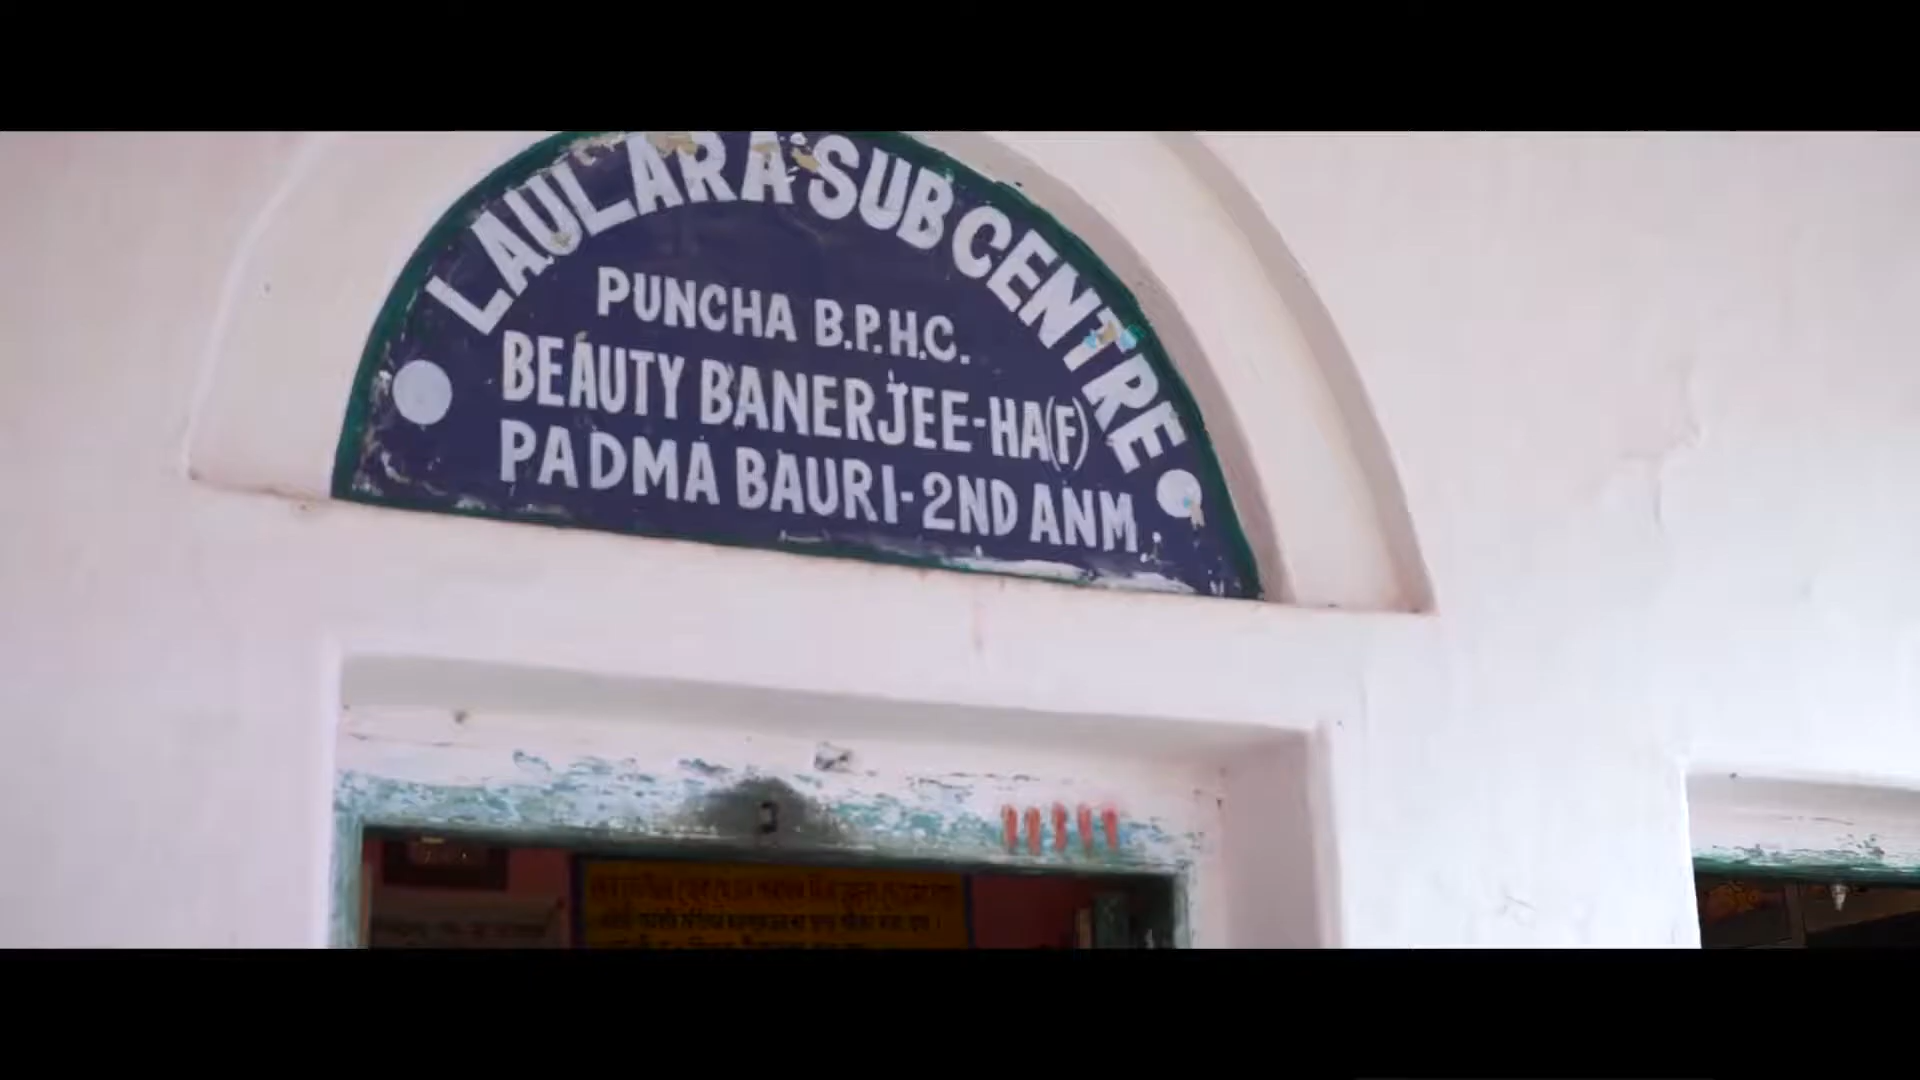 LAULARA SUB CENTRE
PUNCHA B.P.H.C.
BEAUTY BANERJEE-HA(F)
PADMA BAURI-2ND ANM